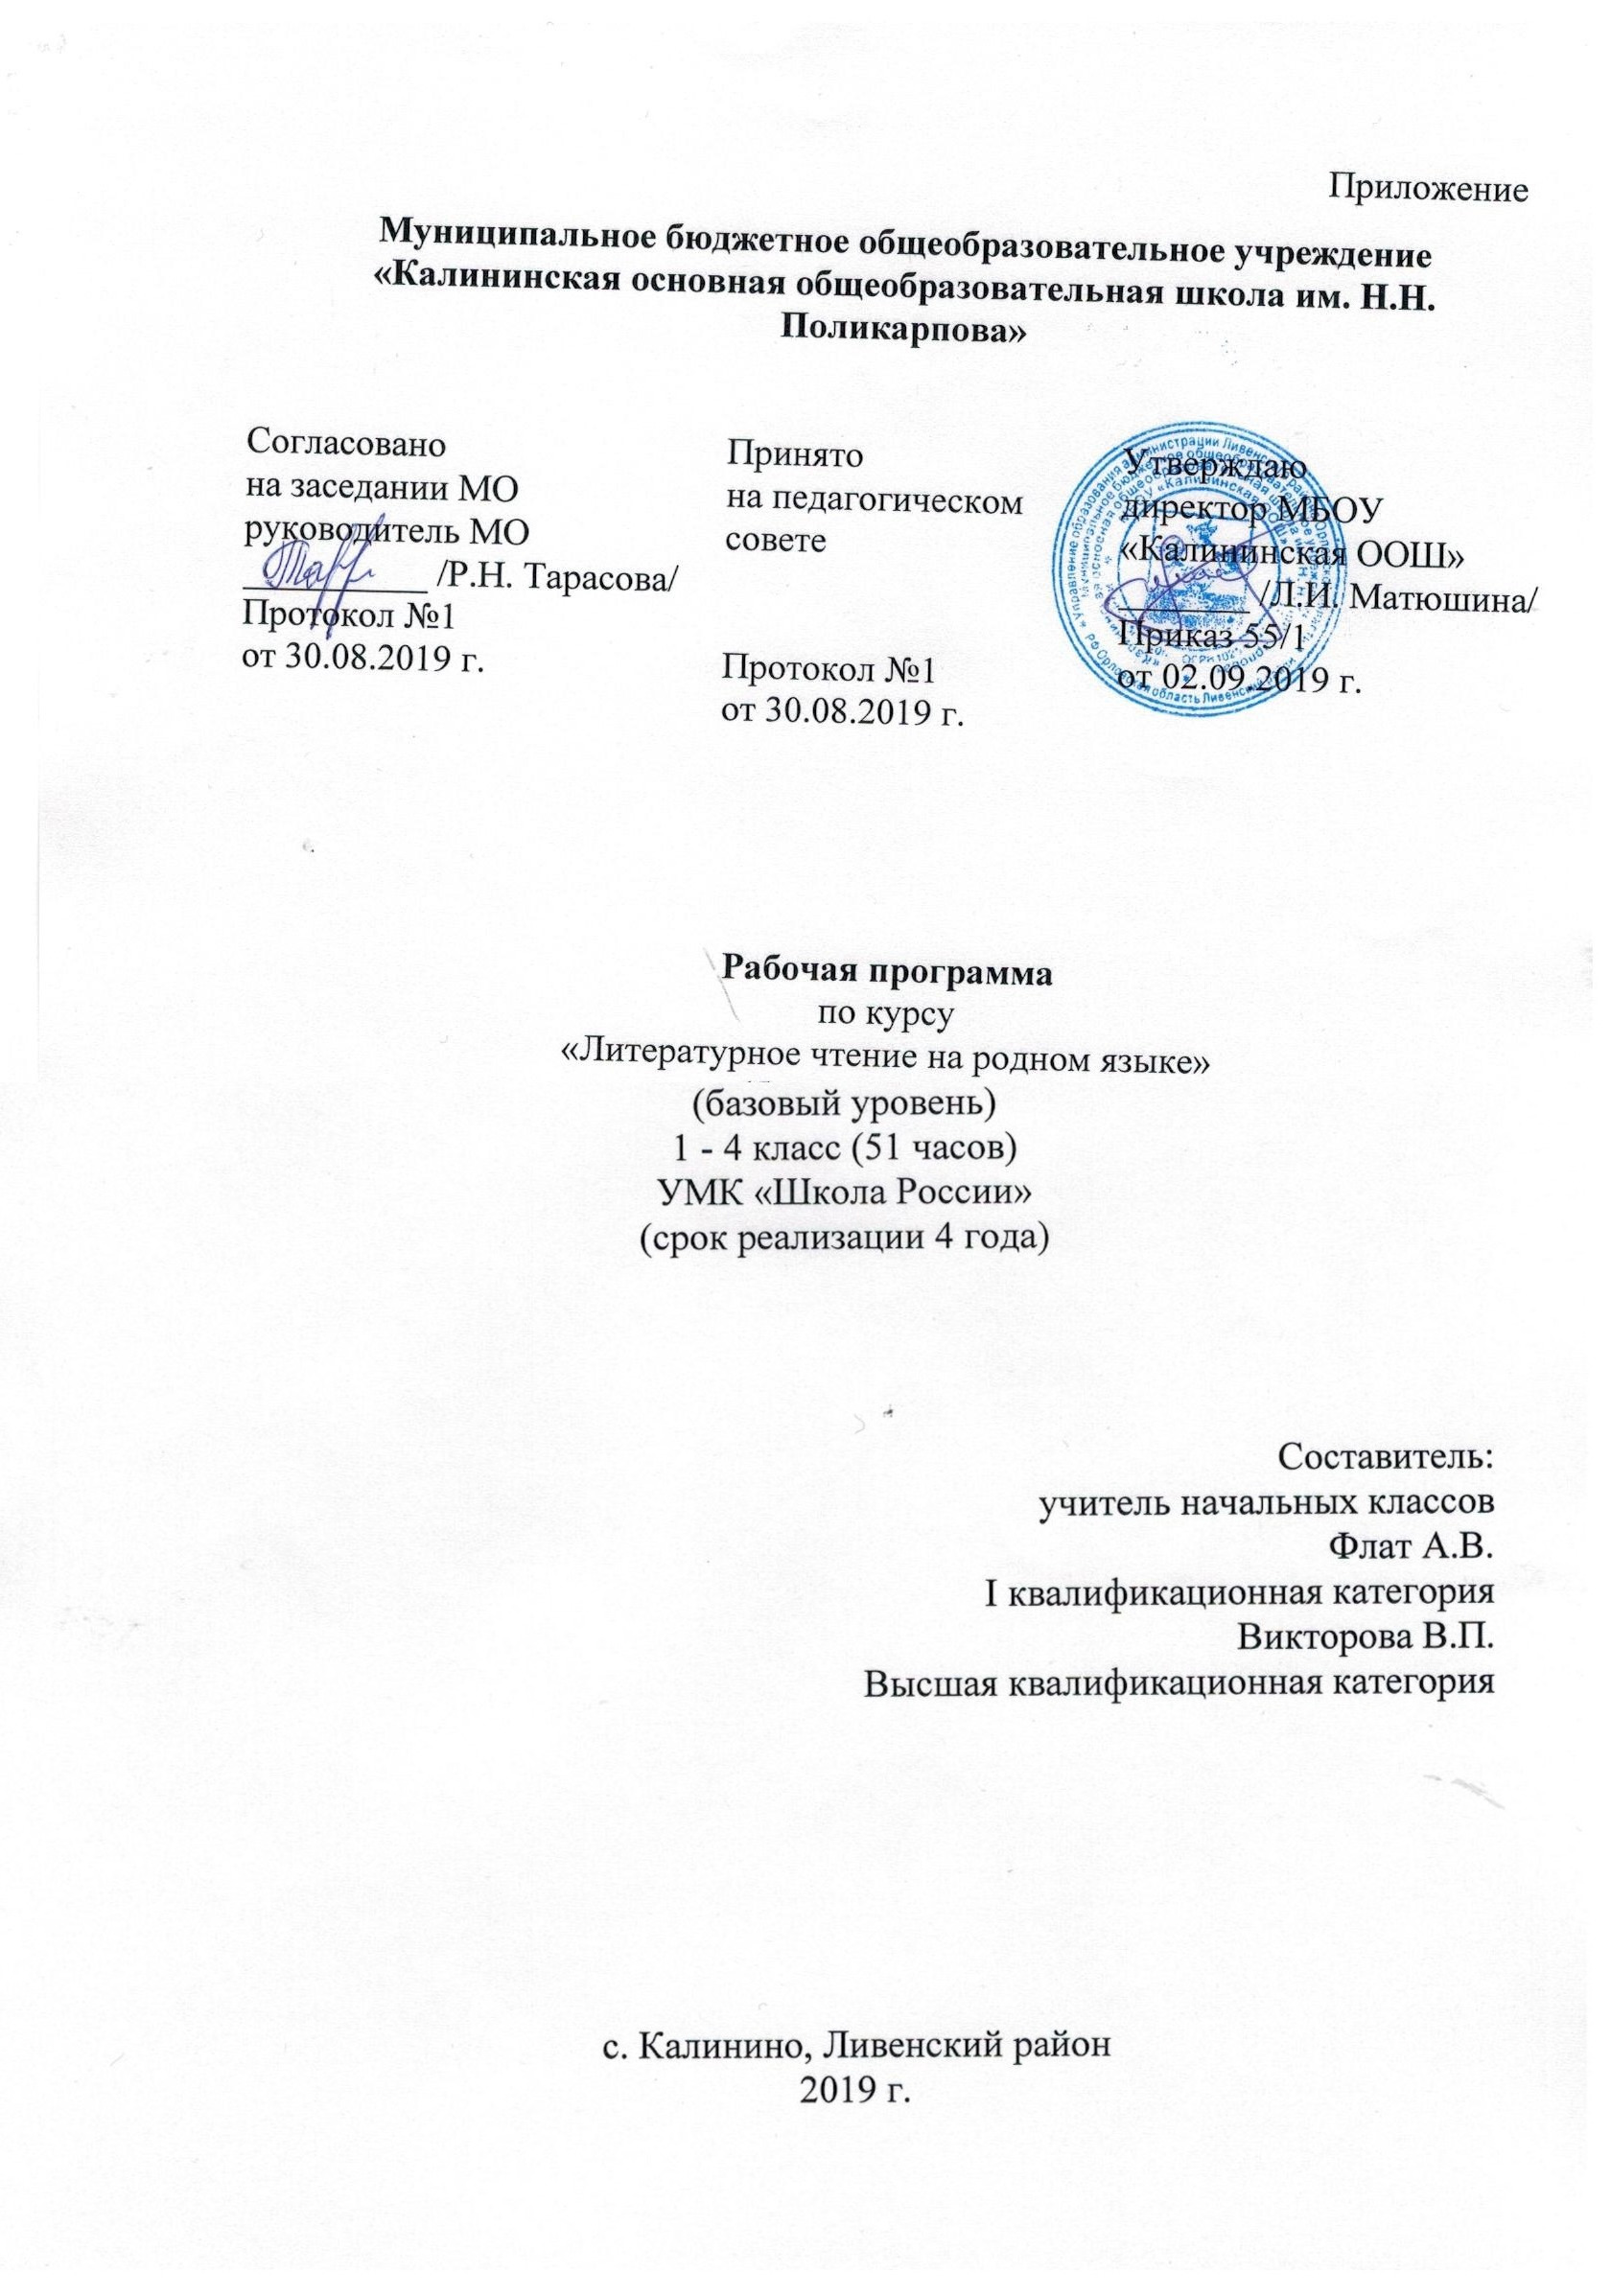 Приложение
Муниципальное бюджетное общеобразовательное учреждение
«Калининская основная общеобразовательная школа им. Н.Н.
Поликарпова»
Согласовано
на заседании МО
руководитель МО
__________ /Р.Н. Тарасова/
Протокол №1
от 30.08.2019 г.
Принято
на педагогическом
совете
Протокол №1
от 30.08.2019 г.
Утверждаю
директор МБОУ
«Калининская ООШ»
_______ /Л.И. Матюшина/
Приказ 55/1
от 02.09.2019 г.
Рабочая программа
по курсу
«Литературное чтение на родном языке»
(базовый уровень)
1 - 4 класс (51 часов)
УМК «Школа России»
(срок реализации 4 года)
Составитель:
учитель начальных классов
Флат А.В.
I квалификационная категория
Викторова В.П.
Высшая квалификационная категория
с. Калинино, Ливенский район
2019 г.